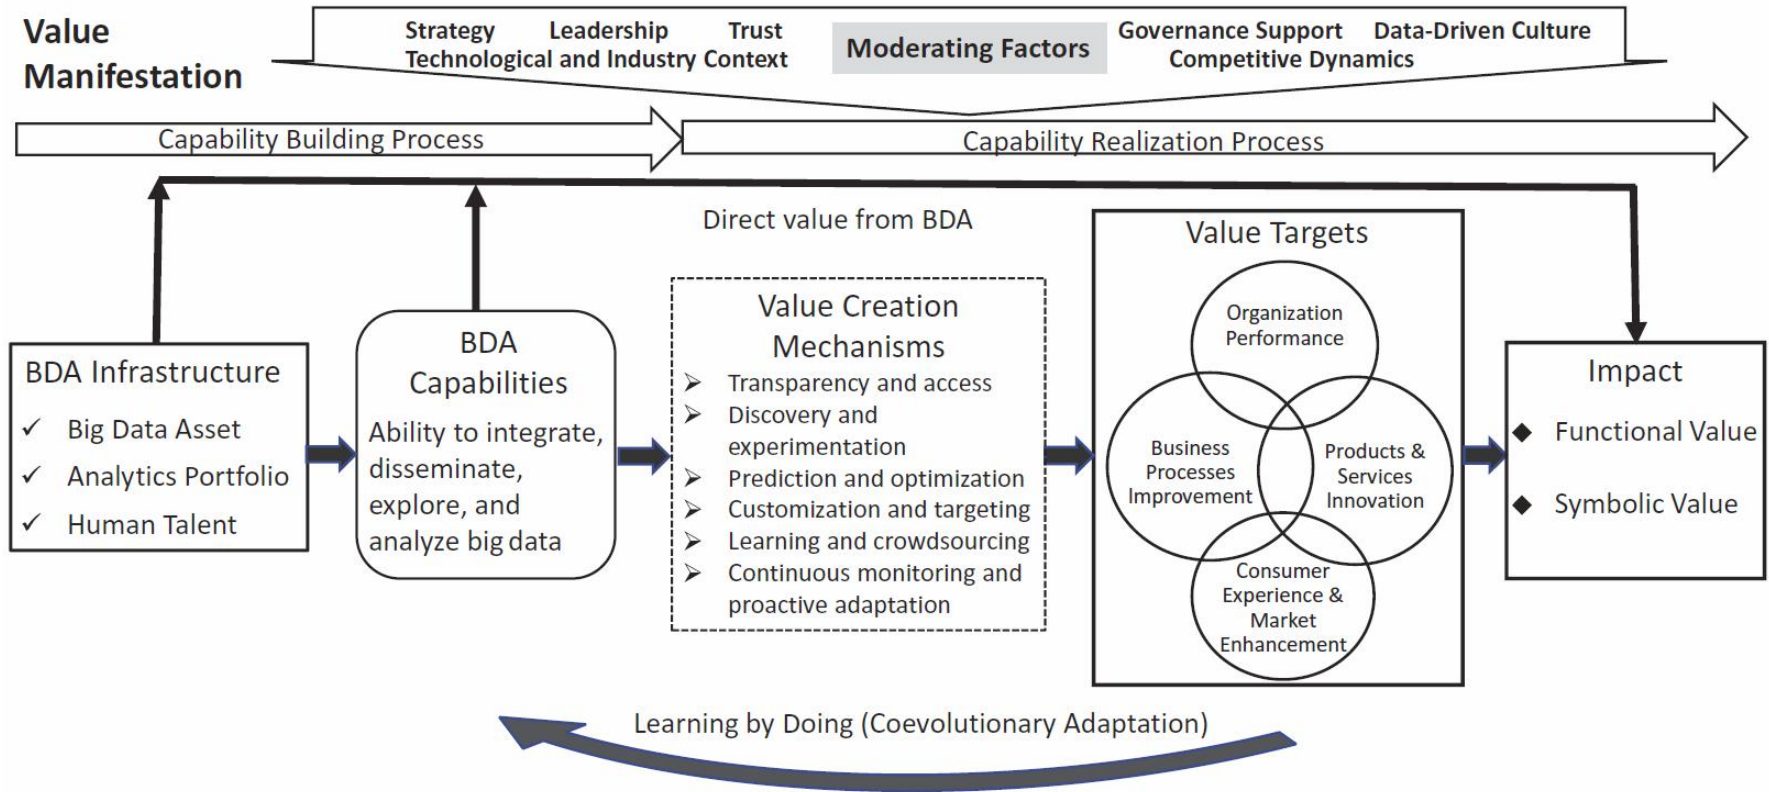 Value
Manifestation
Strategy Leadership Trust
Technological and Industry Context
Moderating Factors
Governance Support Data-Driven Culture
Competitive Dynamics
Capability Building Process
Capability Realization Process
Direct value from BDA
BDA Infrastructure
✓ Big Data Asset
✓ Analytics Portfolio
✓ Human Talent
BDA
Capabilities
Ability to integrate,
disseminate,
explore, and
analyze big data
Value Creation
Mechanisms
➢ Transparency and access
➢ Discovery and
experimentation
➢ Prediction and optimization
➢ Customization and targeting
➢ Learning and crowdsourcing
➢ Continuous monitoring and
proactive adaptation
Value Targets
Organization
Performance
Business
Processes
Improvement
Products &
Services
Innovation
Consumer
Experience &
Market
Enhancement
Impact
◆ Functional Value
◆ Symbolic Value
Learning by Doing (Coevolutionary Adaptation)